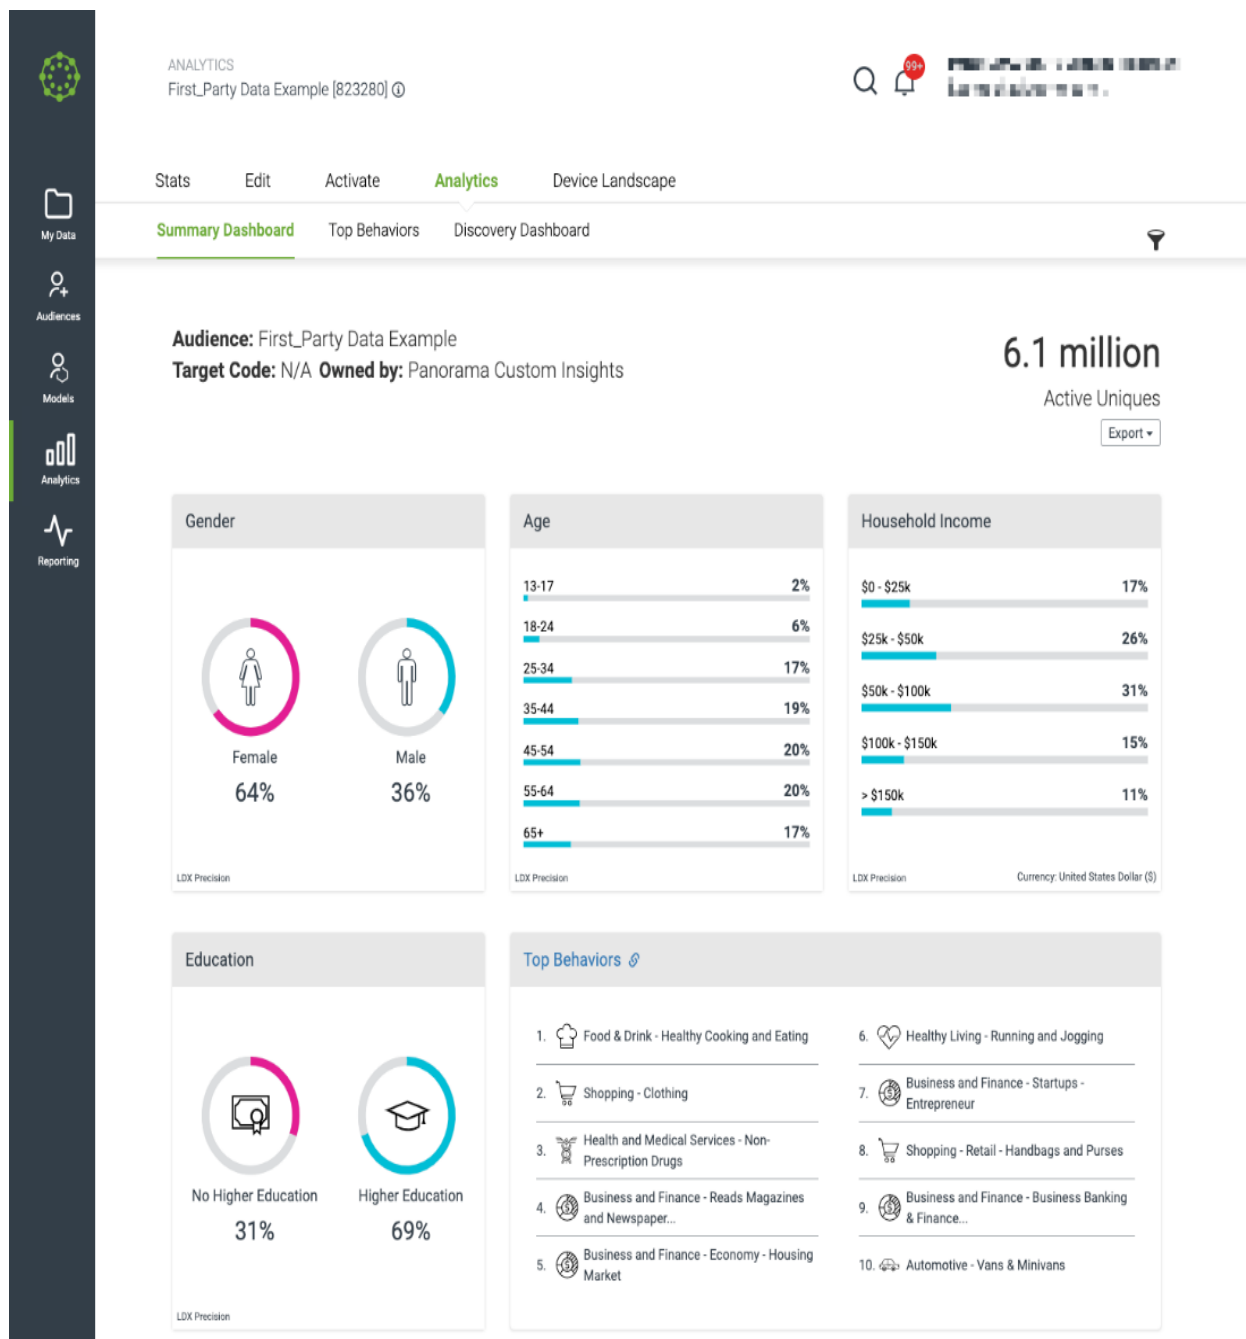 ANALYTICS
First_Party Data Example [823280]
99+
My Data
Audiences
Models
Analytics
Reporting
Stats Edit Activate Analytics Device Landscape
Summary Dashboard Top Behaviors Discovery Dashboard
Audience: First_Party Data Example
Target Code: N/A Owned by: Panorama Custom Insights
6.1 million
Active Uniques
Export
Gender
Female
64%
Male
36%
LDX Precision
Age
13-17 2%
18-24 6%
25-34 17%
35-44 19%
45-54 20%
55-64 20%
65+ 17%
LDX Precision
Household Income
$0 - $25k 17%
$25k - $50k 26%
$50k - $100k 31%
$100k - $150k 15%
> $150k 11%
LDX Precision Currency: United States Dollar ($)
Education
No Higher Education
31%
Higher Education
69%
LDX Precision
Top Behaviors
1. Food & Drink - Healthy Cooking and Eating
2. Shopping - Clothing
3. Health and Medical Services - Non-
Prescription Drugs
4. Business and Finance - Reads Magazines
and Newspaper...
5. Business and Finance - Economy - Housing
Market
6. Healthy Living - Running and Jogging
7. Business and Finance - Startups -
Entrepreneur
8. Shopping - Retail - Handbags and Purses
9. Business and Finance - Business Banking
& Finance...
10. Automotive - Vans & Minivans